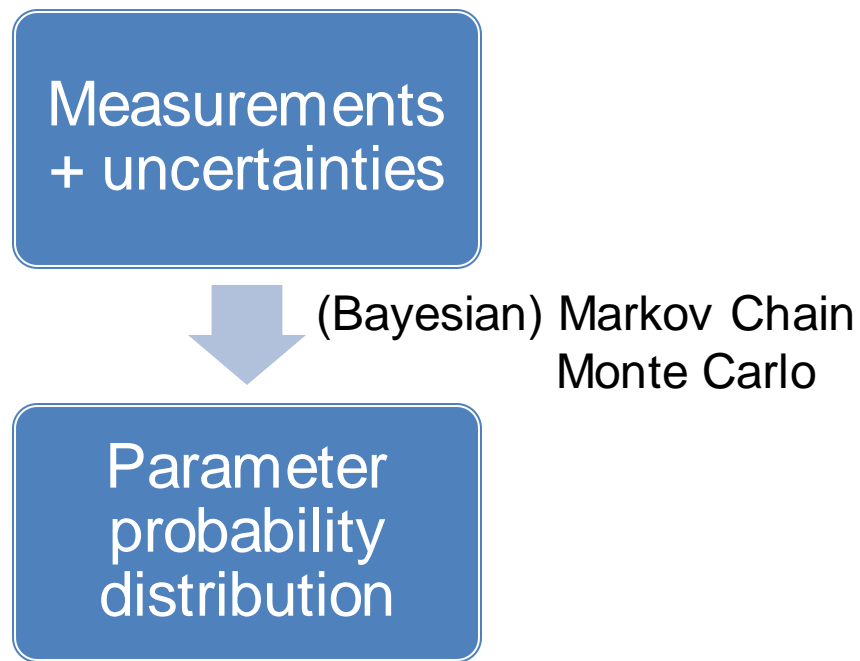 Measurements
+ uncertainties
(Bayesian) Markov Chain
Monte Carlo
Parameter
probability
distribution